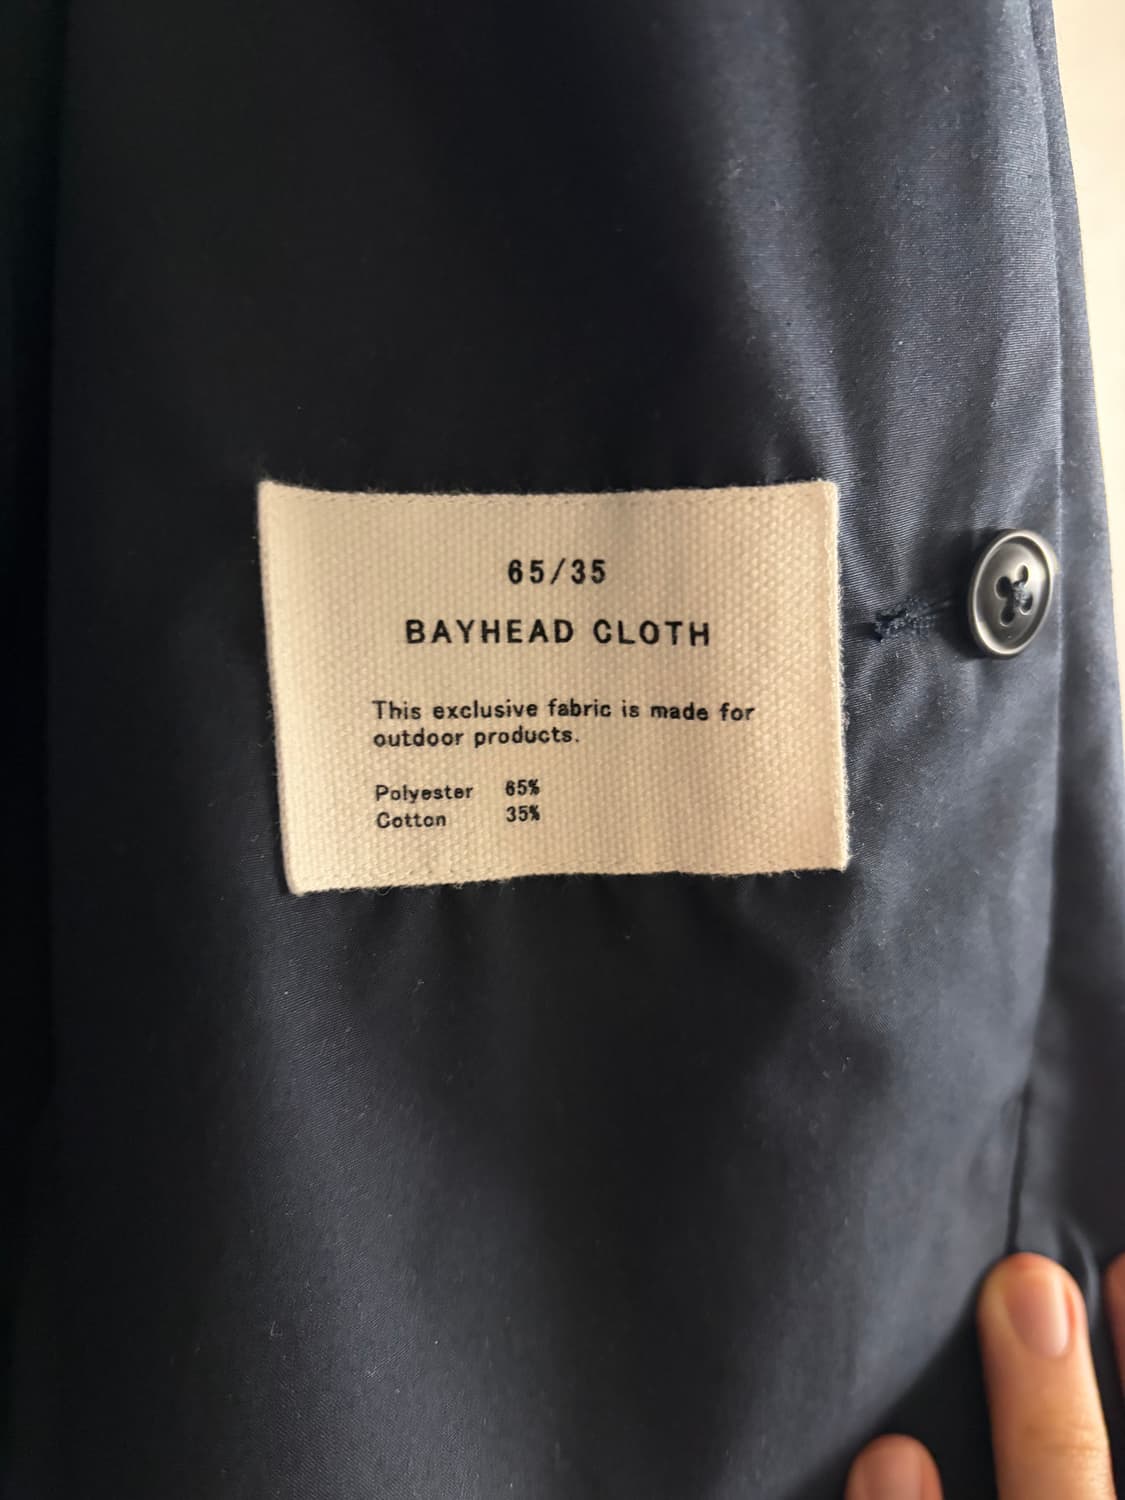 65/35
BAYHEAD CLOTH
This exclusive fabric is made for
outdoor products.
Polyester 65%
Cotton 35%